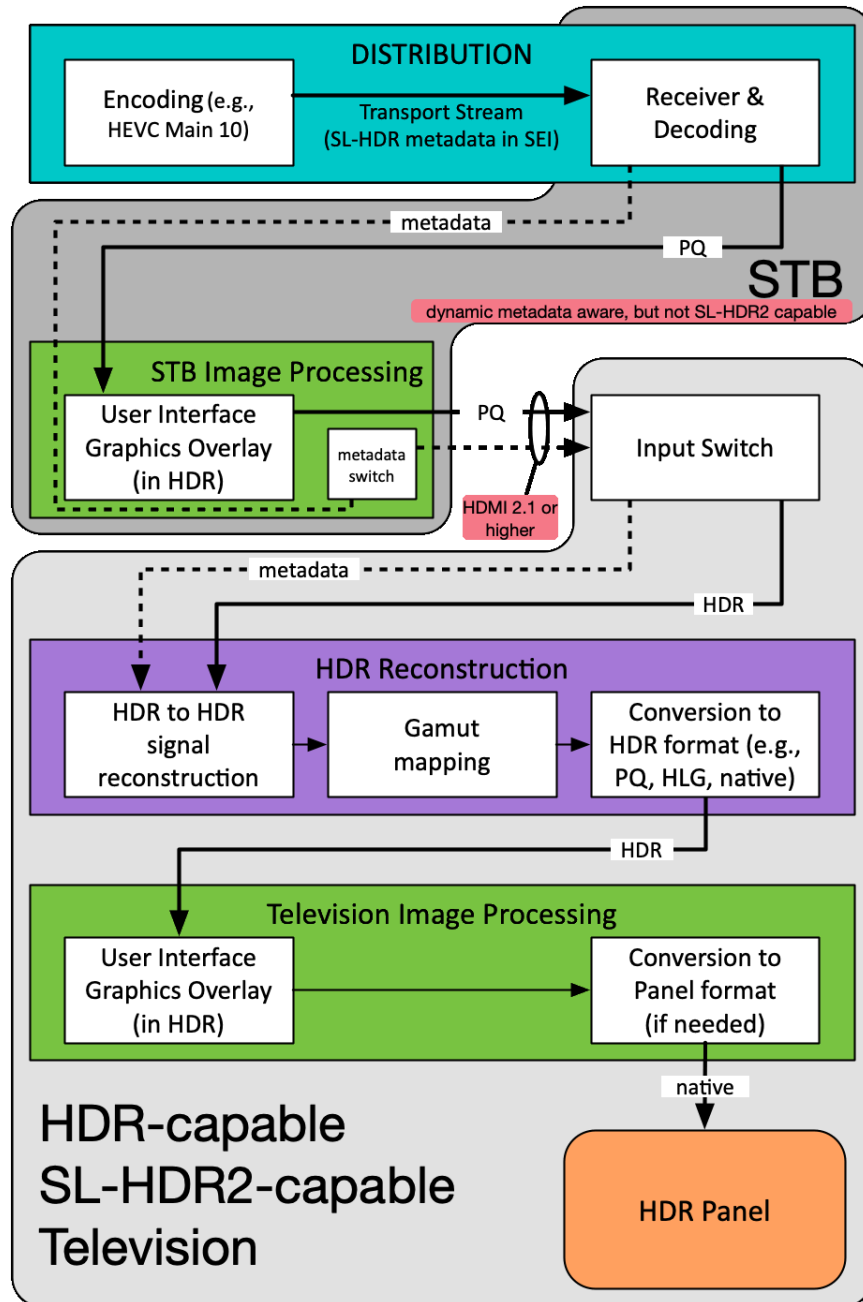 DISTRIBUTION
Encoding (e.g.,
HEVC Main 10)
Transport Stream
(SL-HDR metadata in SEI)
Receiver &
Decoding
metadata
PQ
STB
dynamic metadata aware, but not SL-HDR2 capable
STB Image Processing
User Interface
Graphics Overlay
(in HDR)
metadata
switch
PQ
HDMI 2.1 or
higher
Input Switch
metadata
HDR
HDR Reconstruction
HDR to HDR
signal
reconstruction
Gamut
mapping
Conversion to
HDR format (e.g.,
PQ, HLG, native)
HDR
Television Image Processing
User Interface
Graphics Overlay
(in HDR)
Conversion to
Panel format
(if needed)
native
HDR-capable
SL-HDR2-capable
Television
HDR Panel